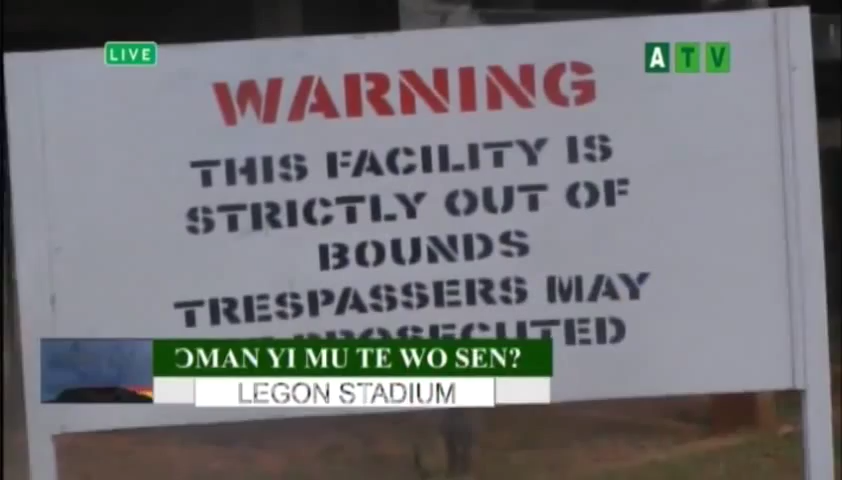 LIVE
ATV
WARNING
THIS FACILITY IS
STRICTLY OUT OF
BOUNDS
TRESPASSERS MAY
PROSECUTED
ƆMAN YI MU TE WO SEN?
LEGON STADIUM